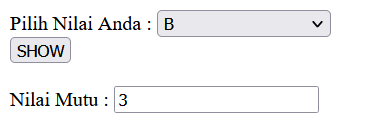 Pilih Nilai Anda : B
SHOW
Nilai Mutu : 3